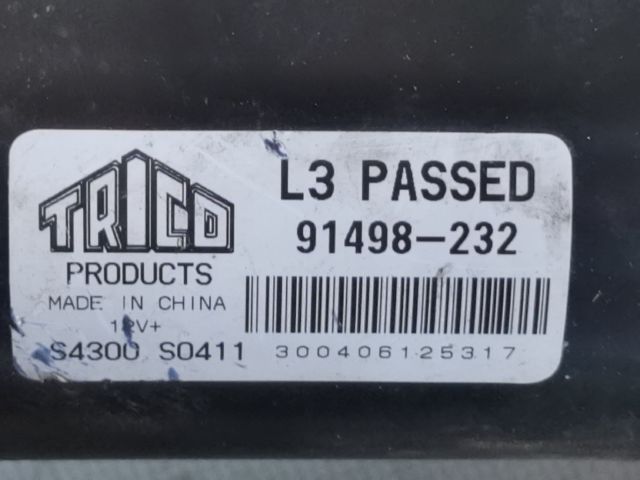 TRICO
PRODUCTS
MADE IN CHINA
12V+
S4300 S0411
L3 PASSED
91498-232
300406125317